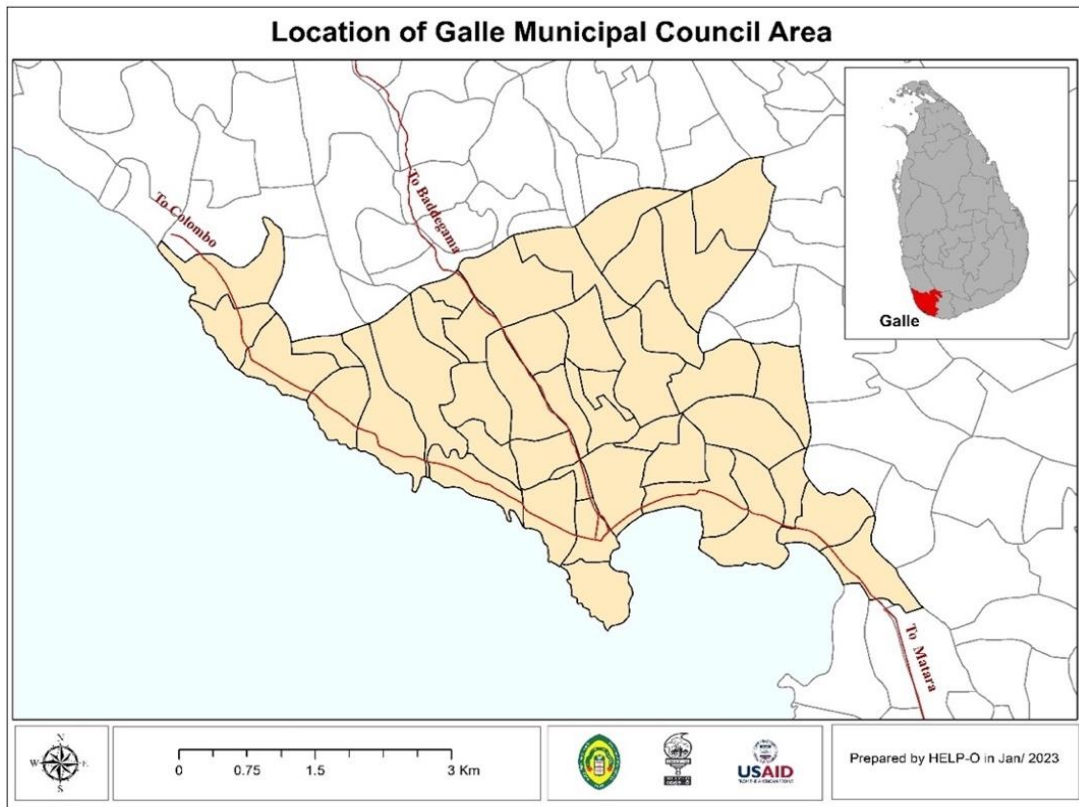 Location of Galle Municipal Council Area
To Colombo
To Baddegama
Galle
To Matara
N
W
E
S
0 0.75 1.5 3 Km
USAID
Prepared by HELP-O in Jan/ 2023